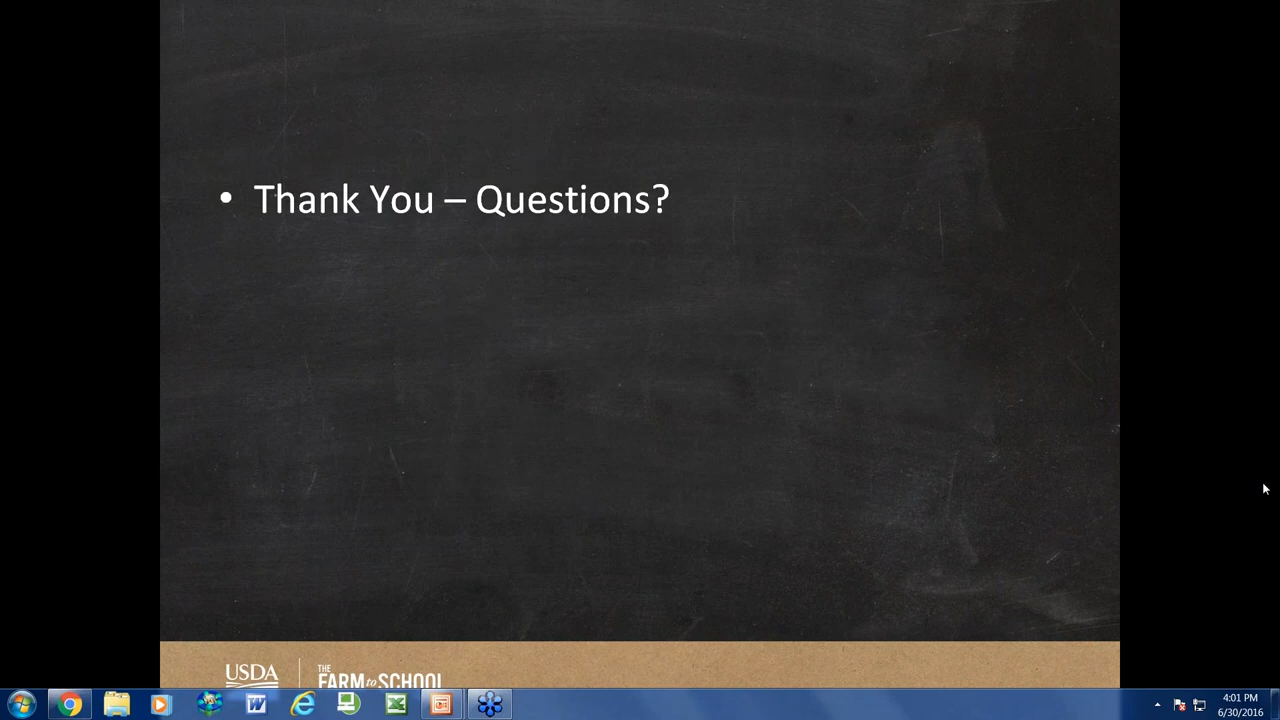 • Thank You – Questions?
USDA
THE
FARM to SCHOOL
4:01 PM
6/30/2016